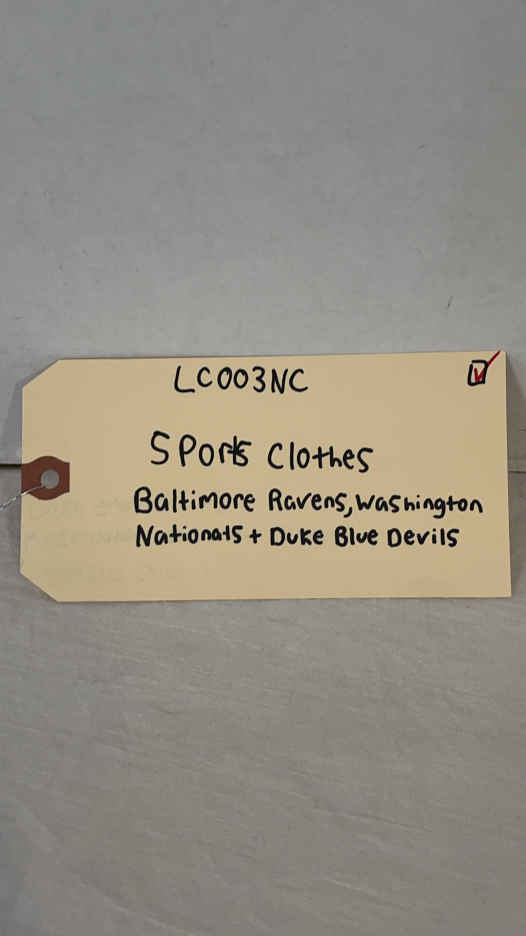 LC003NC
Sports Clothes
Baltimore Ravens, Washington
Nationals + Duke Blue Devils